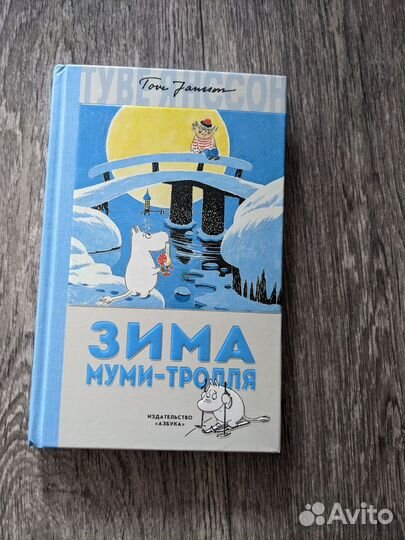 ТУВЕ ЯНССОН
Tove Jansson
ЗИМА
МУМИ-ТРОЛЛЯ
ИЗДАТЕЛЬСТВО
«АЗБУКА»
Avito